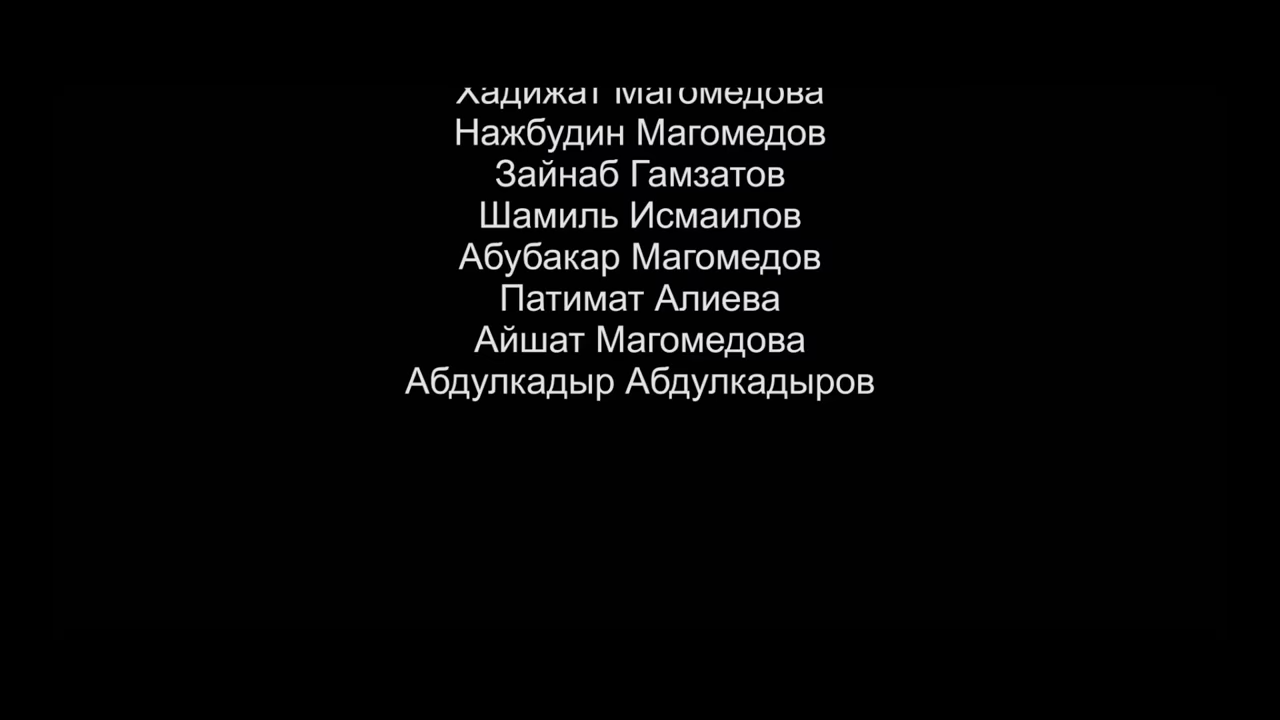 Хадижат Магомедова
Нажбудин Магомедов
Зайнаб Гамзатов
Шамиль Исмаилов
Абубакар Магомедов
Патимат Алиева
Айшат Магомедова
Абдулкадыр Абдулкадыров